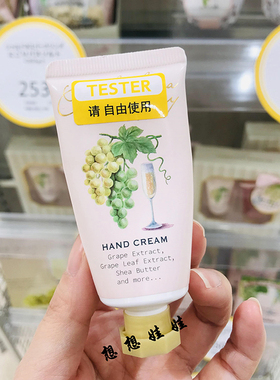 253
TESTER
请 自由使用
HAND CREAM
Grape Extract,
Grape Leaf Extract,
Shea Butter
and more...
想想娃娃